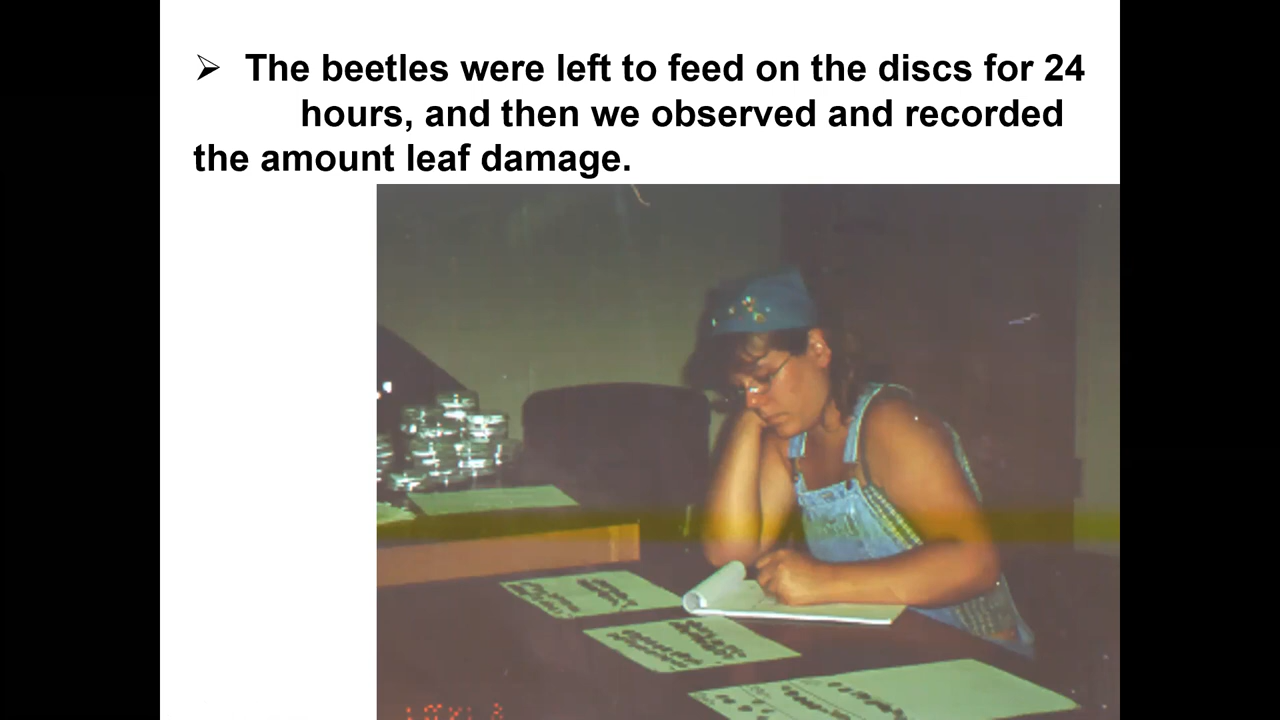 ➢ The beetles were left to feed on the discs for 24
hours, and then we observed and recorded
the amount leaf damage.